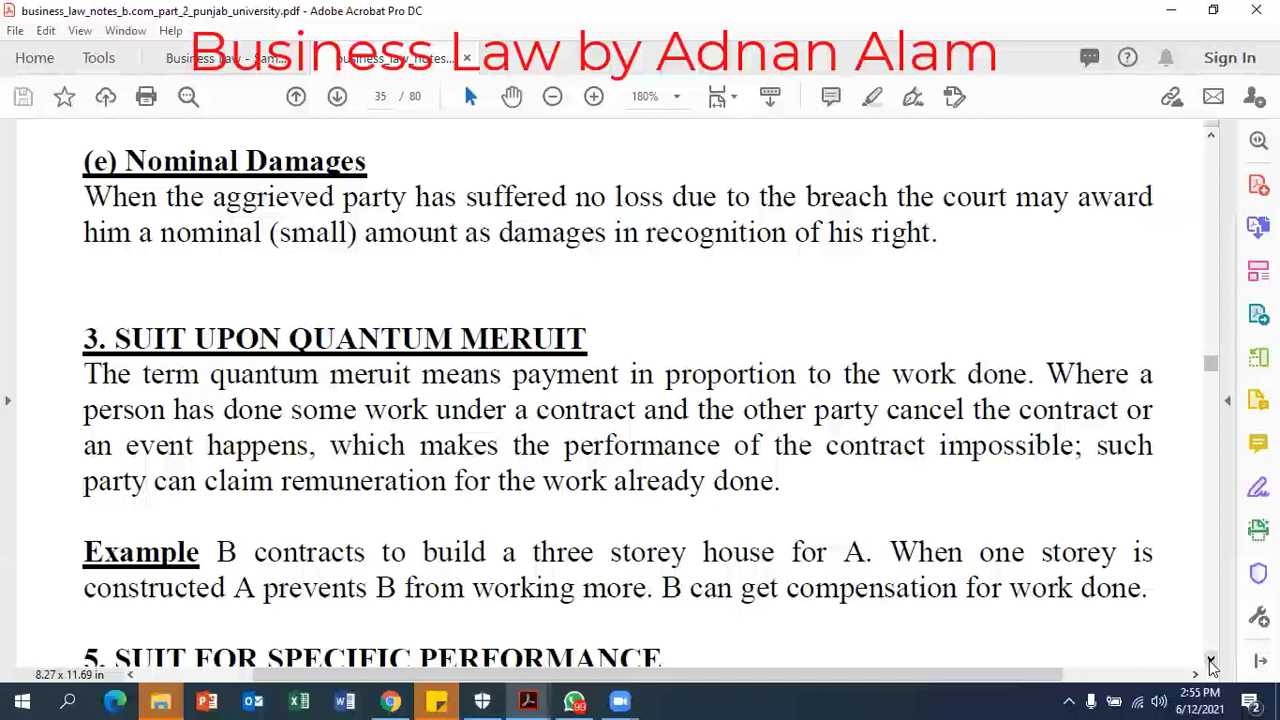 business_law_notes_b.com_part_2_punjab_university.pdf - Adobe Acrobat Pro DC
File Edit View Window Help
Business Law by Adnan Alam
Home Tools Business Law - Sam... business_law_notes...
Sign In
35 / 80 180%
(e) Nominal Damages
When the aggrieved party has suffered no loss due to the breach the court may award
him a nominal (small) amount as damages in recognition of his right.
3. SUIT UPON QUANTUM MERUIT
The term quantum meruit means payment in proportion to the work done. Where a
person has done some work under a contract and the other party cancel the contract or
an event happens, which makes the performance of the contract impossible; such
party can claim remuneration for the work already done.
Example B contracts to build a three storey house for A. When one storey is
constructed A prevents B from working more. B can get compensation for work done.
5. SUIT FOR SPECIFIC PERFORMANCE
8.27 x 11.69 in
99
2:55 PM
6/12/2021
2